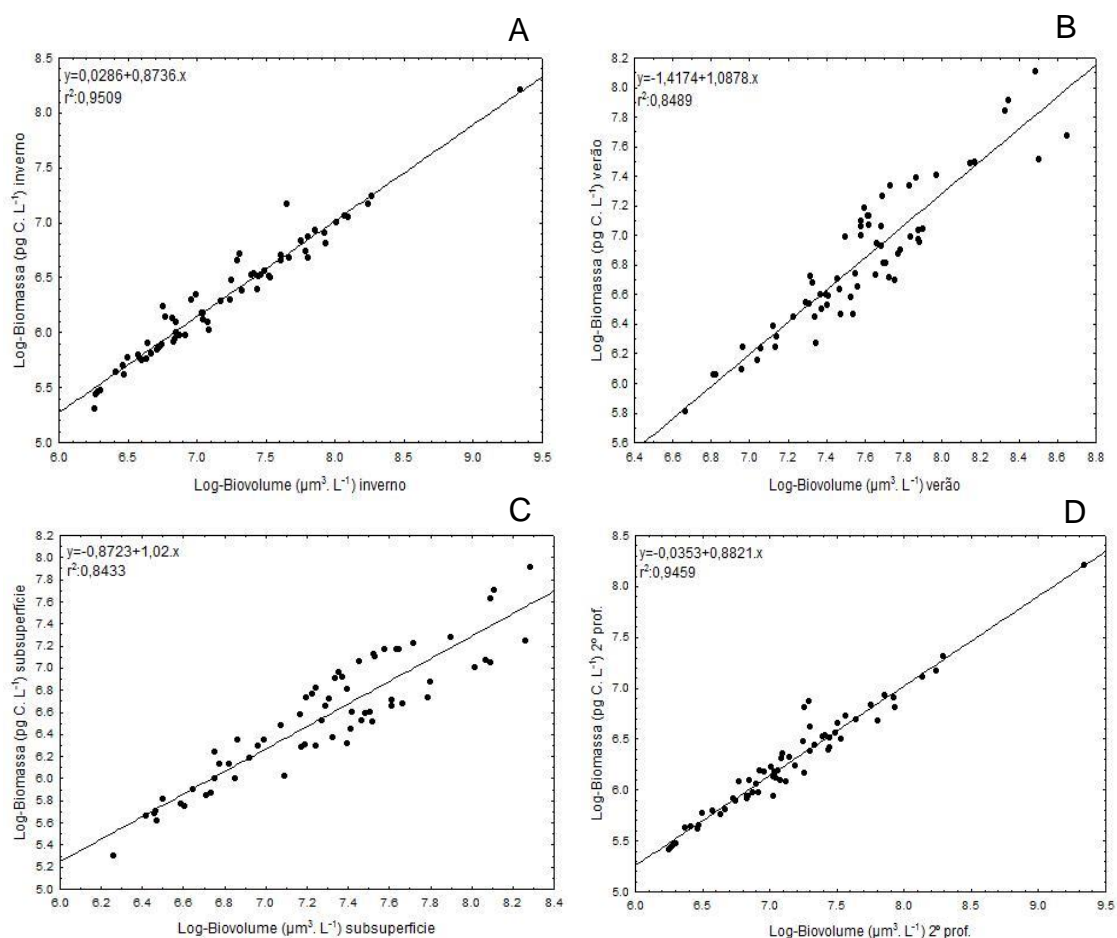 A
y=0,0286+0,8736.x
r²:0,9509
Log-Biomassa (pg C. L⁻¹) inverno
8.5
8.0
7.5
7.0
6.5
6.0
5.5
5.0
6.0 6.5 7.0 7.5 8.0 8.5 9.0 9.5
Log-Biovolume (µm³. L⁻¹) inverno
B
y=-1,4174+1,0878.x
r²:0,8489
Log-Biomassa (pg C. L⁻¹) verão
8.2
8.0
7.8
7.6
7.4
7.2
7.0
6.8
6.6
6.4
6.2
6.0
5.8
5.6
6.4 6.6 6.8 7.0 7.2 7.4 7.6 7.8 8.0 8.2 8.4 8.6 8.8
Log-Biovolume (µm³. L⁻¹) verão
C
y=-0,8723+1,02.x
r²:0,8433
Log-Biomassa (pg C. L⁻¹) subsuperfície
8.2
8.0
7.8
7.6
7.4
7.2
7.0
6.8
6.6
6.4
6.2
6.0
5.8
5.6
5.4
5.2
5.0
6.0 6.2 6.4 6.6 6.8 7.0 7.2 7.4 7.6 7.8 8.0 8.2 8.4
Log-Biovolume (µm³. L⁻¹) subsuperfície
D
y=-0,0353+0,8821.x
r²:0,9459
Log-Biomassa (pg C. L⁻¹) 2º prof.
8.5
8.0
7.5
7.0
6.5
6.0
5.5
5.0
6.0 6.5 7.0 7.5 8.0 8.5 9.0 9.5
Log-Biovolume (µm³. L⁻¹) 2º prof.